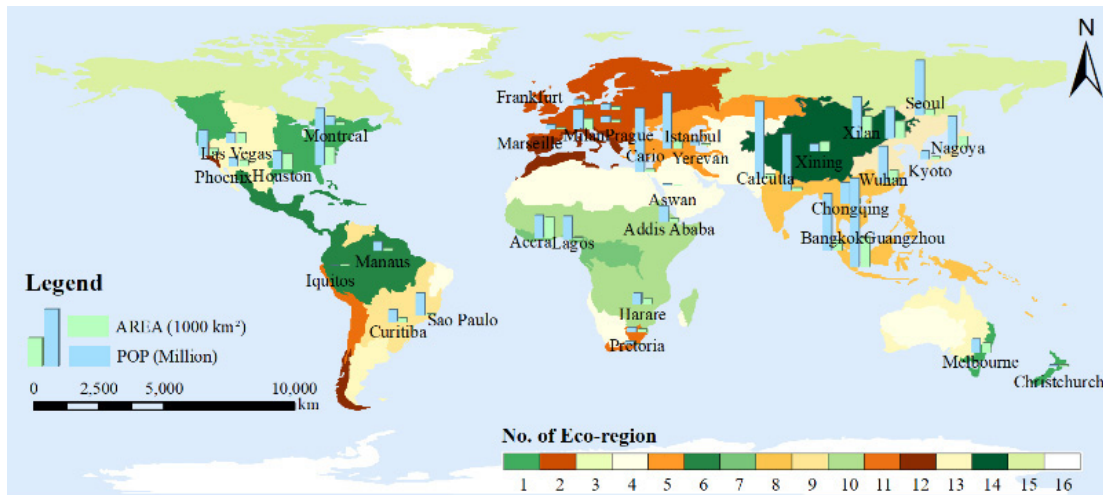 N
Frankfurt
Seoul
Montreal
Milan
Prague
Istanbul
Xilan
Marseille
Las Vegas
Cario
Yerevan
Nagoya
Xining
Kyoto
Phoenix
Houston
Calcutta
Wuhan
Aswan
Chongqing
Accra
Lagos
Addis Ababa
Bangkok
Guangzhou
Manaus
Iquitos
Legend
Harare
AREA (1000 km²)
Sao Paulo
Curitiba
POP (Million)
Pretoria
Melbourne
Christchurch
0 2,500 5,000 10,000
km
No. of Eco-region
1 2 3 4 5 6 7 8 9 10 11 12 13 14 15 16